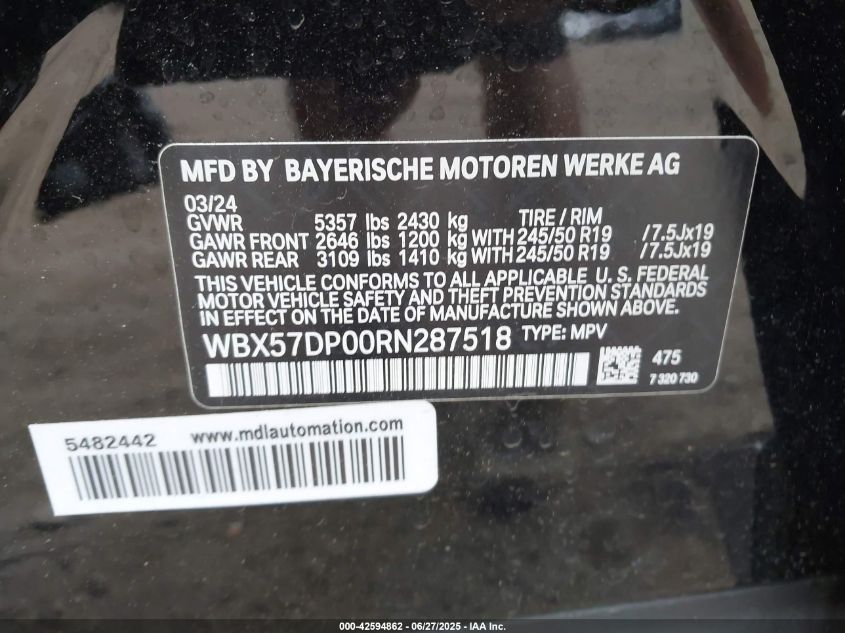 MFD BY BAYERISCHE MOTOREN WERKE AG
03/24
GVWR 5357 lbs 2430 kg TIRE / RIM
GAWR FRONT 2646 lbs 1200 kg WITH 245/50 R19 /7.5Jx19
GAWR REAR 3109 lbs 1410 kg WITH 245/50 R19 /7.5Jx19
THIS VEHICLE CONFORMS TO ALL APPLICABLE U. S. FEDERAL
MOTOR VEHICLE SAFETY AND THEFT PREVENTION STANDARDS
IN EFFECT ON THE DATE OF MANUFACTURE SHOWN ABOVE.
WBX57DP00RN287518 TYPE: MPV
475
7 320 730
5482442 www.mdlautomation.com
000-42594862 - 06/27/2025 - IAA Inc.